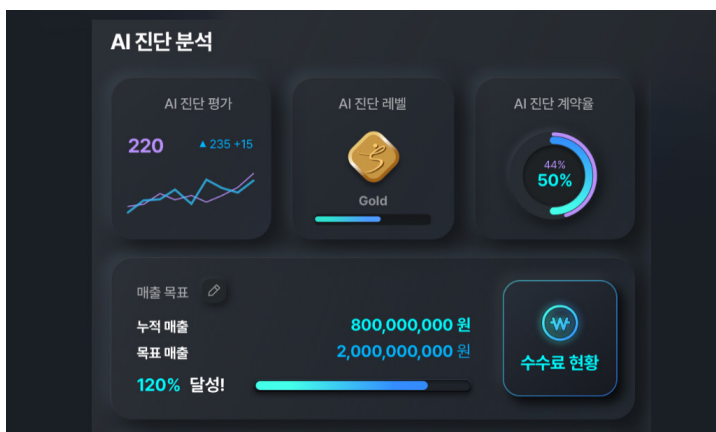 AI 진단 분석
AI 진단 평가
220 ▲ 235 +15
AI 진단 레벨
Gold
AI 진단 계약율
44%
50%
매출 목표
누적 매출 800,000,000 원
목표 매출 2,000,000,000 원
120% 달성!
수수료 현황